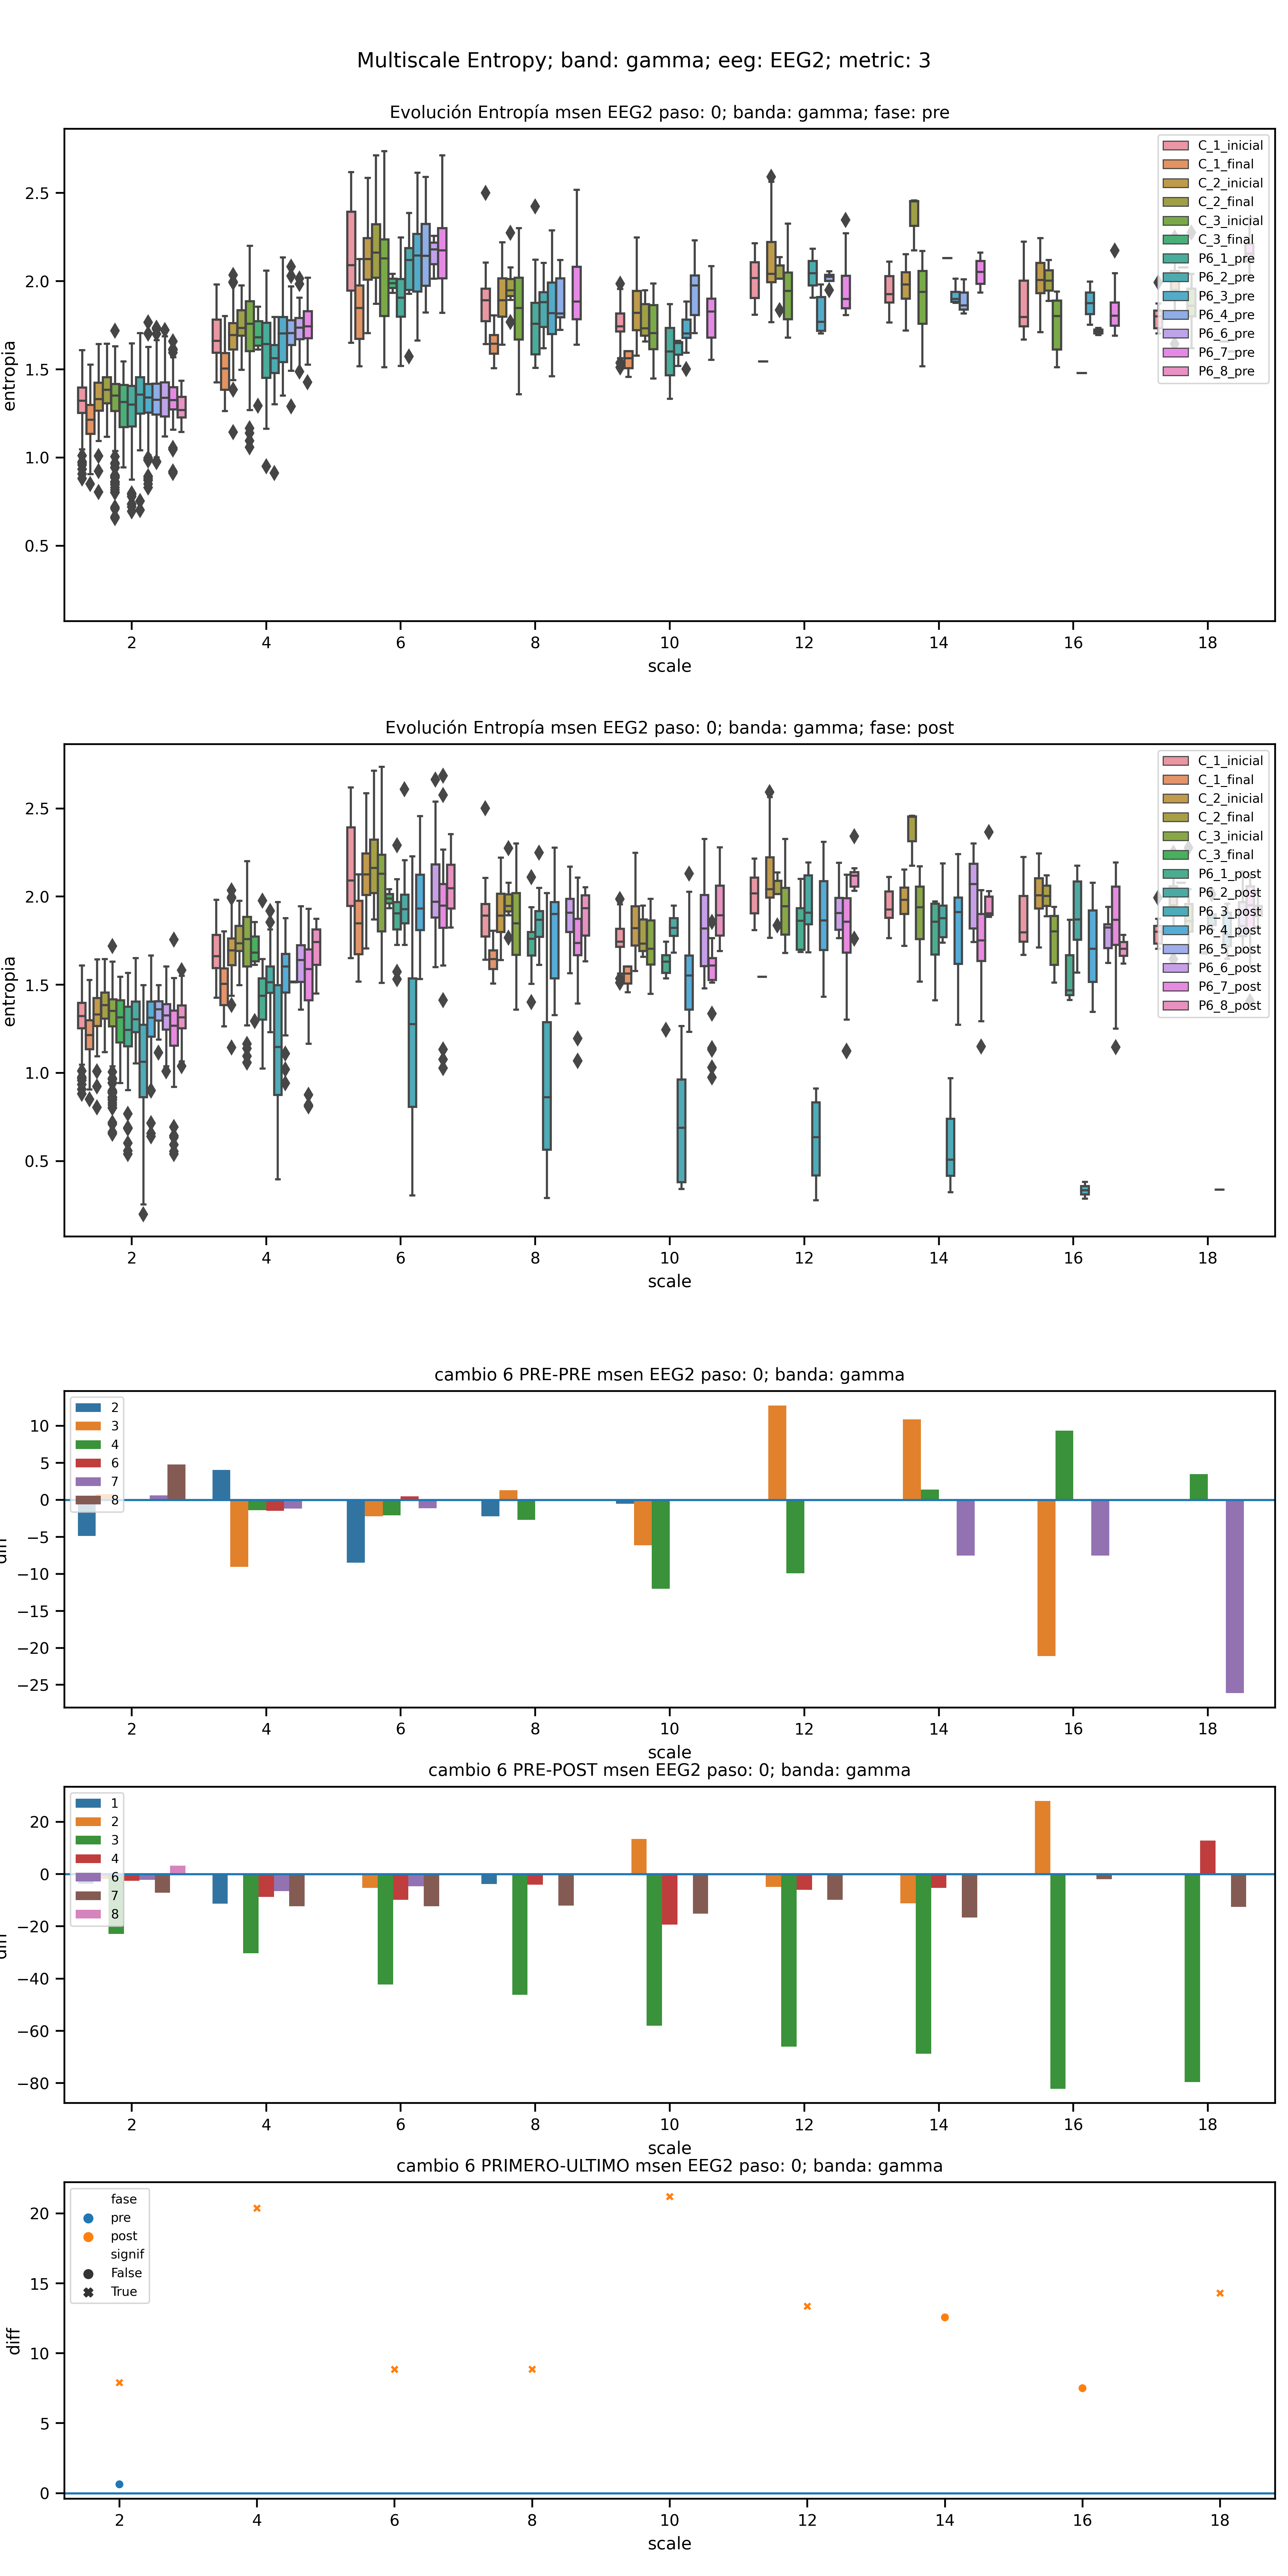 Multiscale Entropy; band: gamma; eeg: EEG2; metric: 3
Evolución Entropía msen EEG2 paso: 0; banda: gamma; fase: pre
entropia
2.5
2.0
1.5
1.0
0.5
C_1_inicial
C_1_final
C_2_inicial
C_2_final
C_3_inicial
C_3_final
P6_1_pre
P6_2_pre
P6_3_pre
P6_4_pre
P6_6_pre
P6_7_pre
P6_8_pre
2 4 6 8 10 12 14 16 18
scale
Evolución Entropía msen EEG2 paso: 0; banda: gamma; fase: post
entropia
2.5
2.0
1.5
1.0
0.5
C_1_inicial
C_1_final
C_2_inicial
C_2_final
C_3_inicial
C_3_final
P6_1_post
P6_2_post
P6_3_post
P6_4_post
P6_5_post
P6_6_post
P6_7_post
P6_8_post
2 4 6 8 10 12 14 16 18
scale
cambio 6 PRE-PRE msen EEG2 paso: 0; banda: gamma
diff
10
5
0
−5
−10
−15
−20
−25
2
3
4
6
7
8
2 4 6 8 10 12 14 16 18
scale
cambio 6 PRE-POST msen EEG2 paso: 0; banda: gamma
diff
20
0
−20
−40
−60
−80
1
2
3
4
6
7
8
2 4 6 8 10 12 14 16 18
scale
cambio 6 PRIMERO-ULTIMO msen EEG2 paso: 0; banda: gamma
diff
20
15
10
5
0
fase
pre
post
signif
False
True
2 4 6 8 10 12 14 16 18
scale